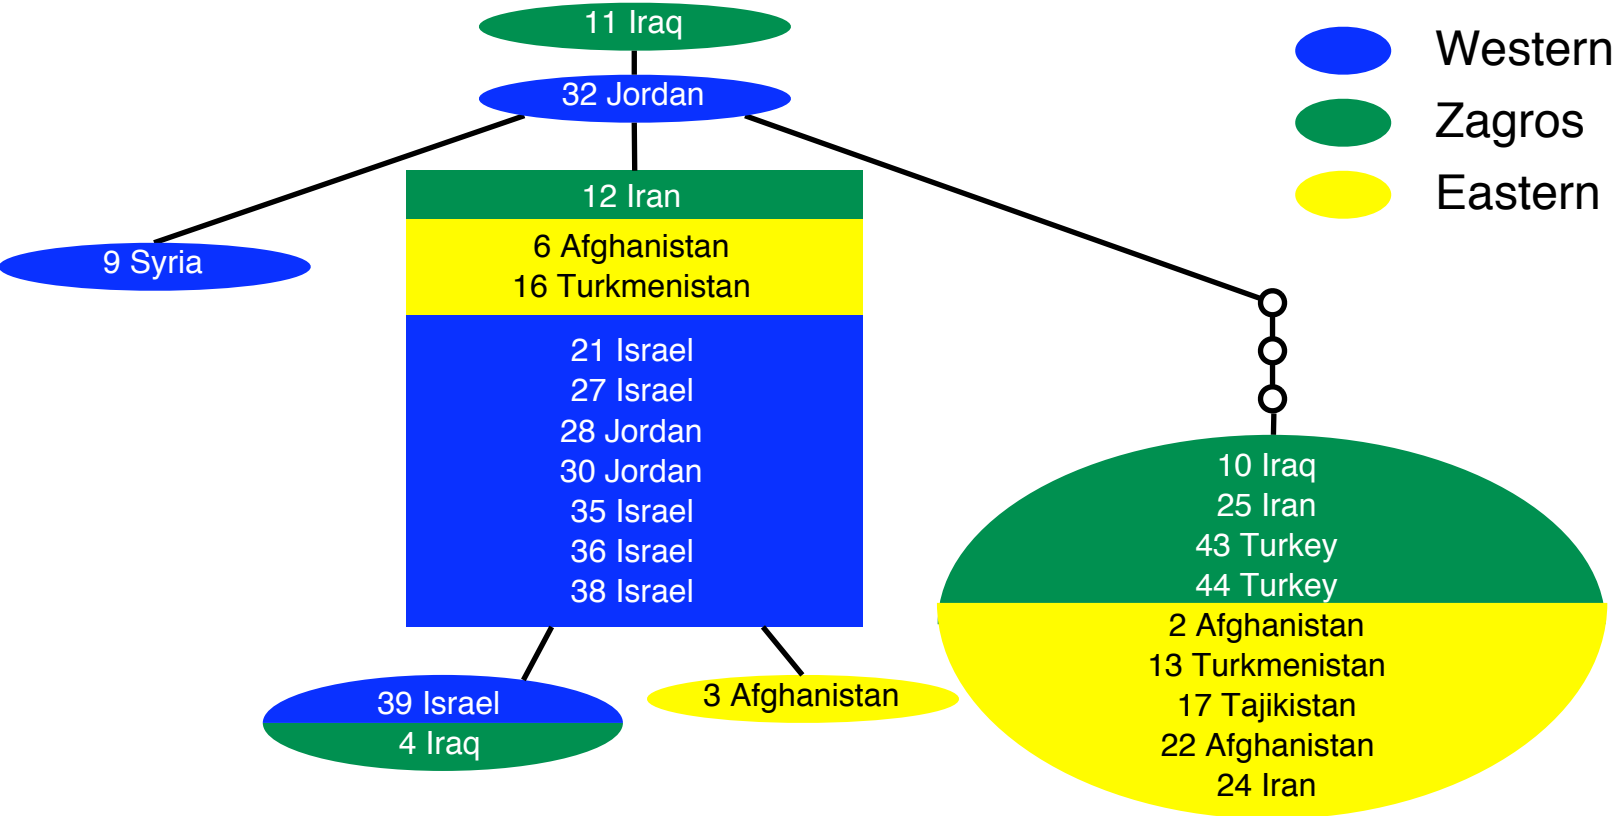 11 Iraq
32 Jordan
Western
Zagros
Eastern
9 Syria
12 Iran
6 Afghanistan
16 Turkmenistan
21 Israel
27 Israel
28 Jordan
30 Jordan
35 Israel
36 Israel
38 Israel
39 Israel
4 Iraq
3 Afghanistan
10 Iraq
25 Iran
43 Turkey
44 Turkey
2 Afghanistan
13 Turkmenistan
17 Tajikistan
22 Afghanistan
24 Iran